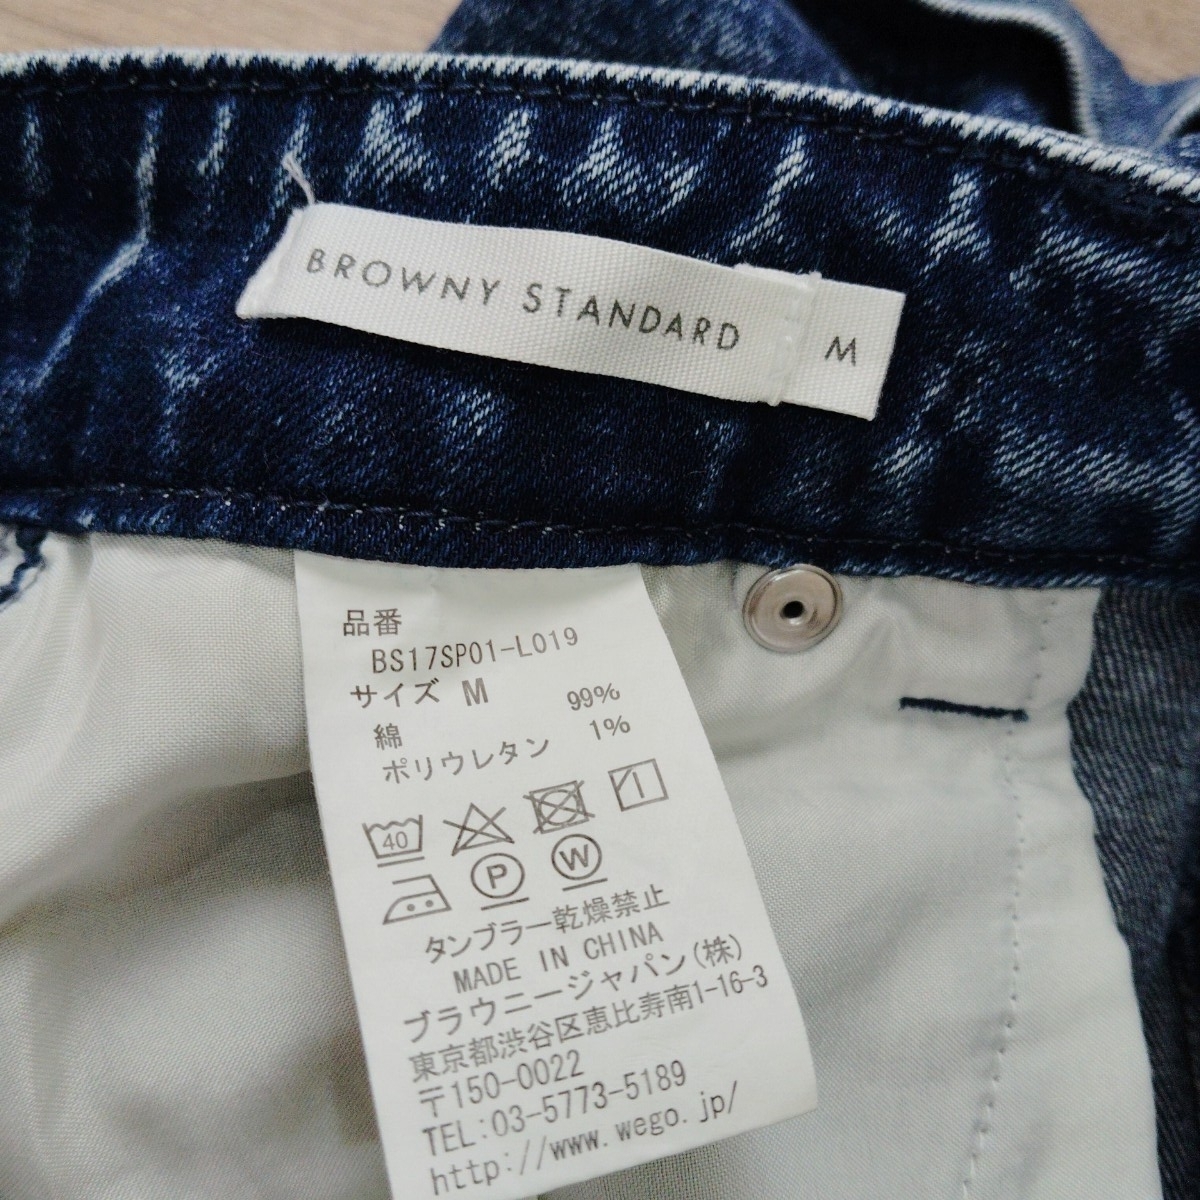 BROWNY STANDARD
M
品番
BS17SP01-L019
サイズ M
綿 99%
ポリウレタン 1%
40
P W
タンブラー乾燥禁止
MADE IN CHINA
ブラウニージャパン(株)
東京都渋谷区恵比寿南1-16-3
〒150-0022
TEL:03-5773-5189
http://www.wego.jp/